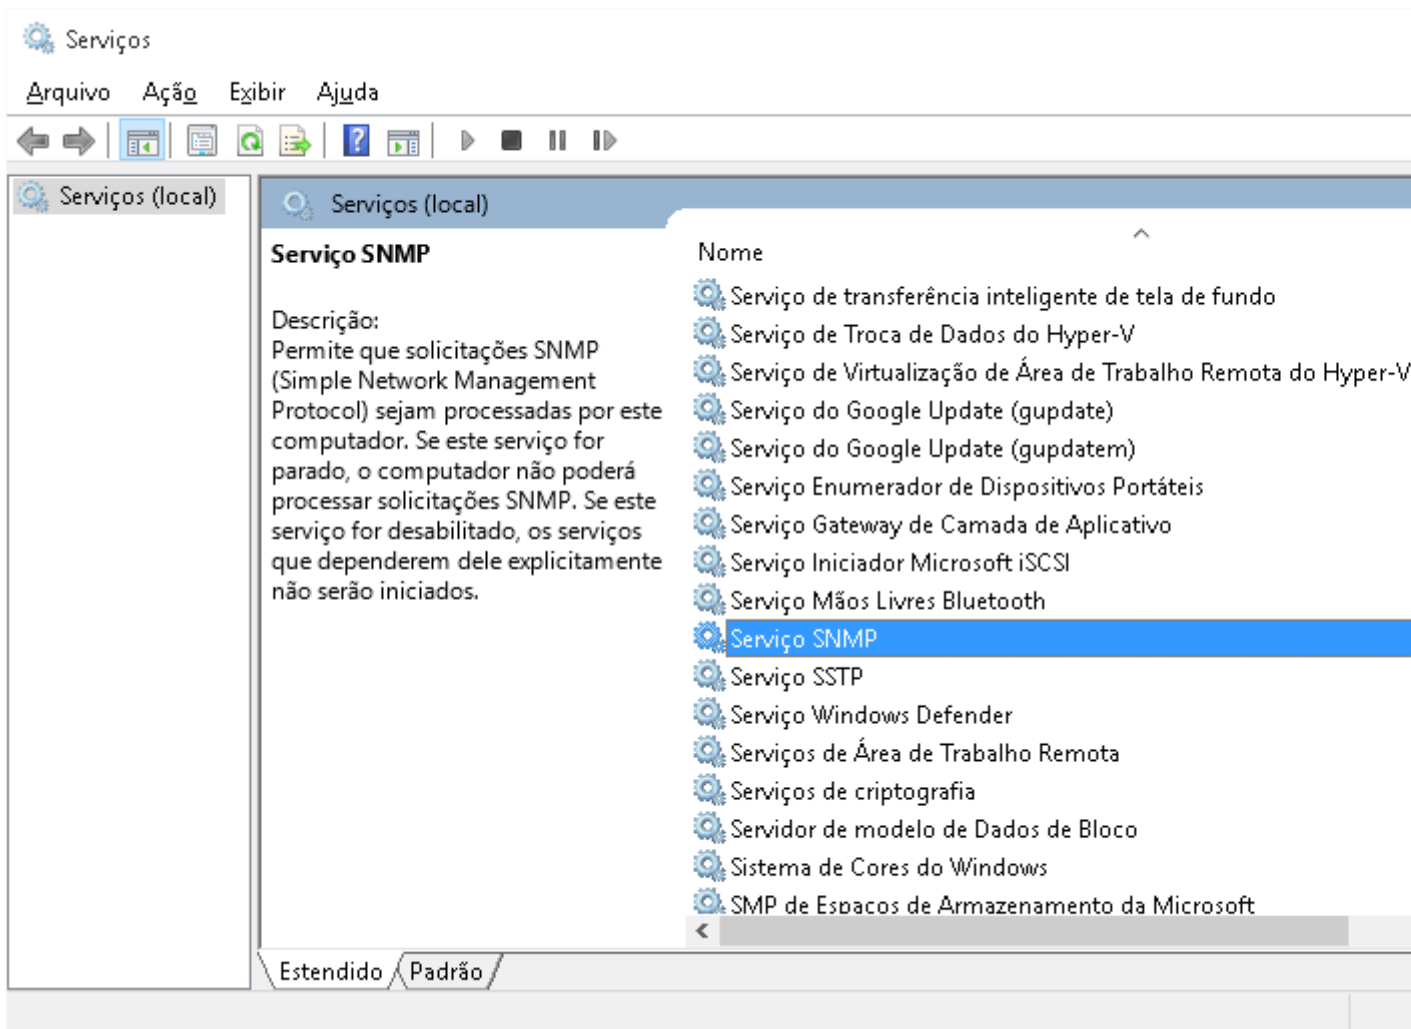 Serviços
Arquivo Ação Exibir Ajuda
Serviços (local)
Serviços (local)
Serviço SNMP
Descrição:
Permite que solicitações SNMP
(Simple Network Management
Protocol) sejam processadas por este
computador. Se este serviço for
parado, o computador não poderá
processar solicitações SNMP. Se este
serviço for desabilitado, os serviços
que dependerem dele explicitamente
não serão iniciados.
Nome
Serviço de transferência inteligente de tela de fundo
Serviço de Troca de Dados do Hyper-V
Serviço de Virtualização de Área de Trabalho Remota do Hyper-V
Serviço do Google Update (gupdate)
Serviço do Google Update (gupdatem)
Serviço Enumerador de Dispositivos Portáteis
Serviço Gateway de Camada de Aplicativo
Serviço Iniciador Microsoft iSCSI
Serviço Mãos Livres Bluetooth
Serviço SNMP
Serviço SSTP
Serviço Windows Defender
Serviços de Área de Trabalho Remota
Serviços de criptografia
Servidor de modelo de Dados de Bloco
Sistema de Cores do Windows
SMP de Espaços de Armazenamento da Microsoft
Estendido Padrão